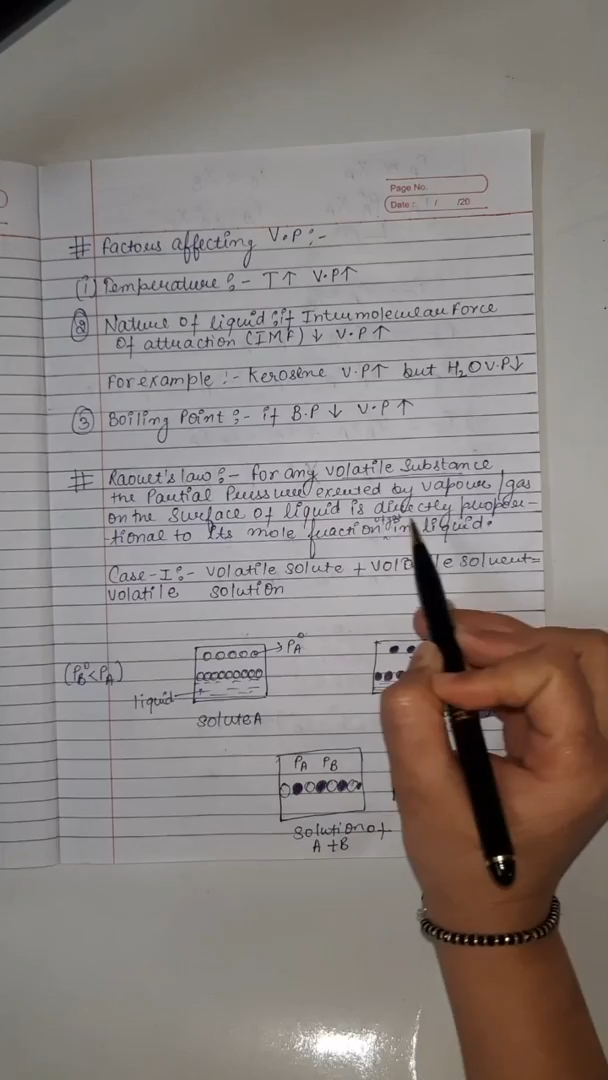 Page No.
Date : / /20
# Factors affecting V.P :-
(i) Temperature :- T↑ V.P↑
② Nature of liquid :if Intermolecular Force
of attraction (IMF) ↓ V.P ↑
For example :- Kerosene V.P↑ but H₂O V.P↓
③ Boiling Point :- if B.P ↓ V.P ↑
# Raoult's law :- for any volatile Substance
the Partial Pressure exerted by vapour / gas
on the Surface of liquid is directly propor-
tional to its mole fraction in liquid.
Case-I :- volatile solute + volatile solvent=
volatile solution
→P°A
(P°B < P°A)
liquid
Solute A
PA PB
Solution of
A + B